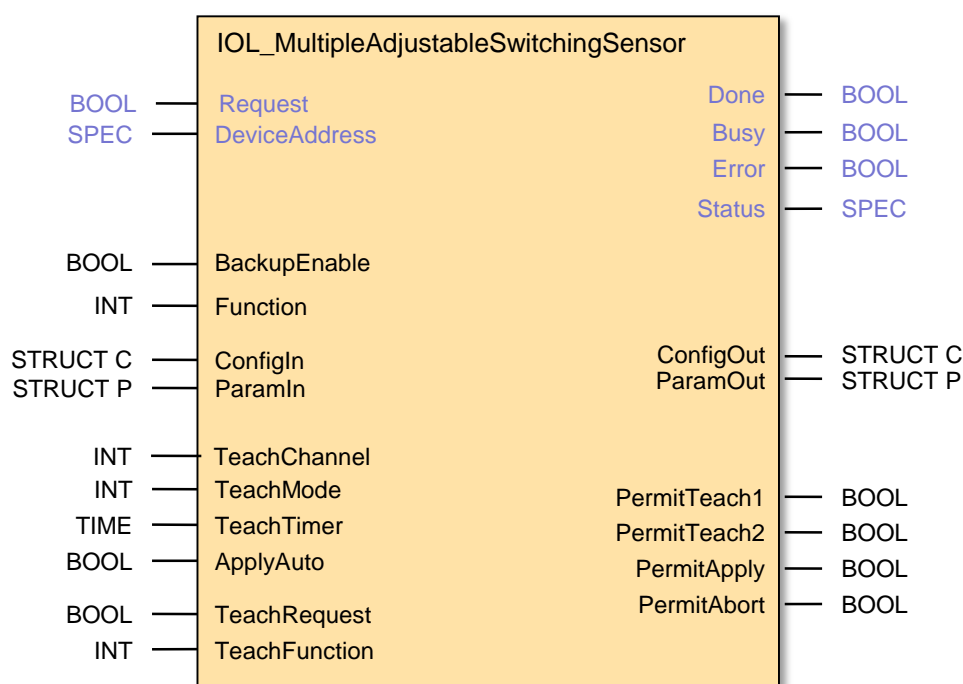 IOL_MultipleAdjustableSwitchingSensor
BOOL Request Done BOOL
SPEC DeviceAddress Busy BOOL
Error BOOL
Status SPEC
BOOL BackupEnable
INT Function
STRUCT C ConfigIn ConfigOut STRUCT C
STRUCT P ParamIn ParamOut STRUCT P
INT TeachChannel
INT TeachMode PermitTeach1 BOOL
TIME TeachTimer PermitTeach2 BOOL
BOOL ApplyAuto PermitApply BOOL
BOOL TeachRequest PermitAbort BOOL
INT TeachFunction